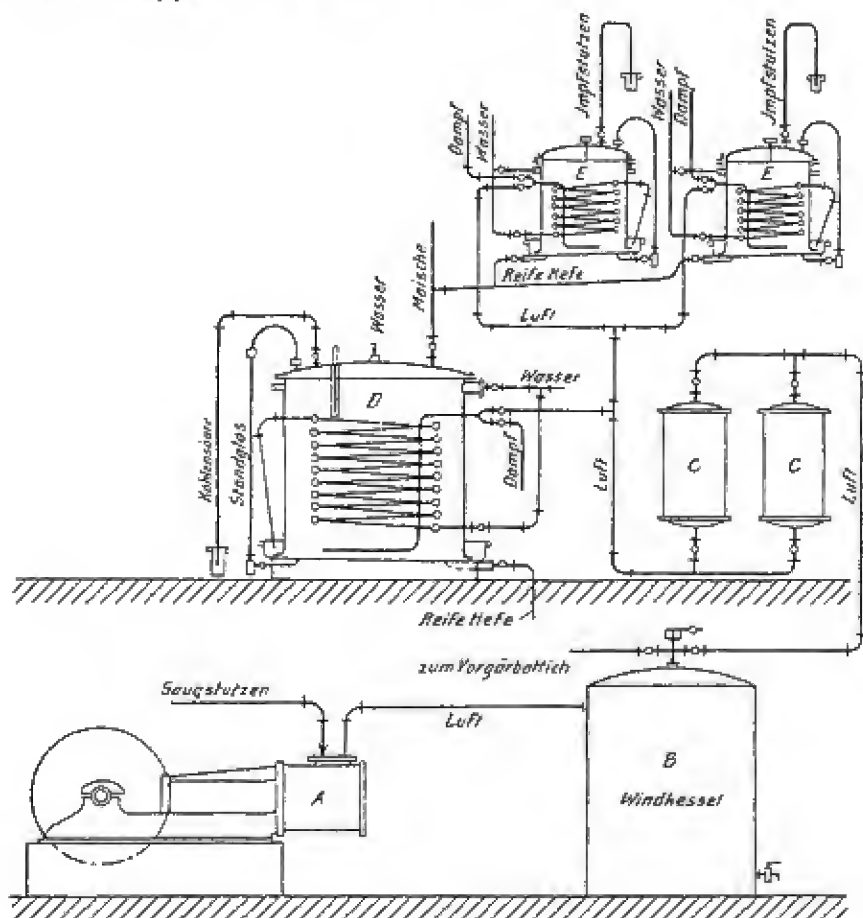 Impfstutzen
Impfstutzen
Dampf
Wasser
Wasser
Dampf
E
E
Maische
Reife Hefe
Luft
Wasser
Wasser
D
Kohlensäure
Standglas
Dampf
Luft
C
C
Luft
Reife Hefe
zum Vorgärbottich
Saugstutzen
Luft
A
B
Windkessel